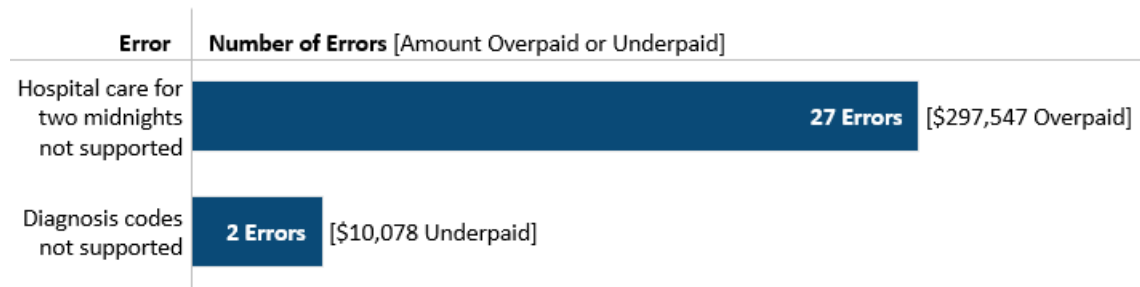 Error Number of Errors [Amount Overpaid or Underpaid]
Hospital care for
two midnights
not supported
27 Errors [$297,547 Overpaid]
Diagnosis codes
not supported
2 Errors [$10,078 Underpaid]